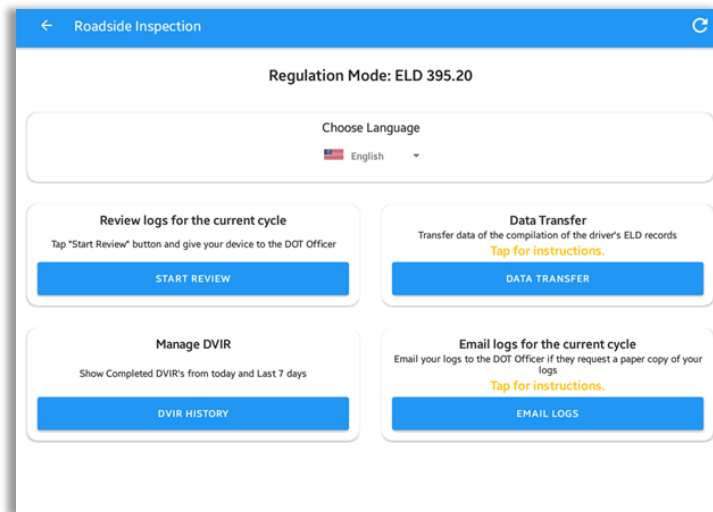 Roadside Inspection
Regulation Mode: ELD 395.20
Choose Language
English
Review logs for the current cycle
Tap "Start Review" button and give your device to the DOT Officer
START REVIEW
Data Transfer
Transfer data of the compilation of the driver's ELD records
Tap for instructions.
DATA TRANSFER
Manage DVIR
Show Completed DVIR's from today and Last 7 days
DVIR HISTORY
Email logs for the current cycle
Email your logs to the DOT Officer if they request a paper copy of your
logs
Tap for instructions.
EMAIL LOGS